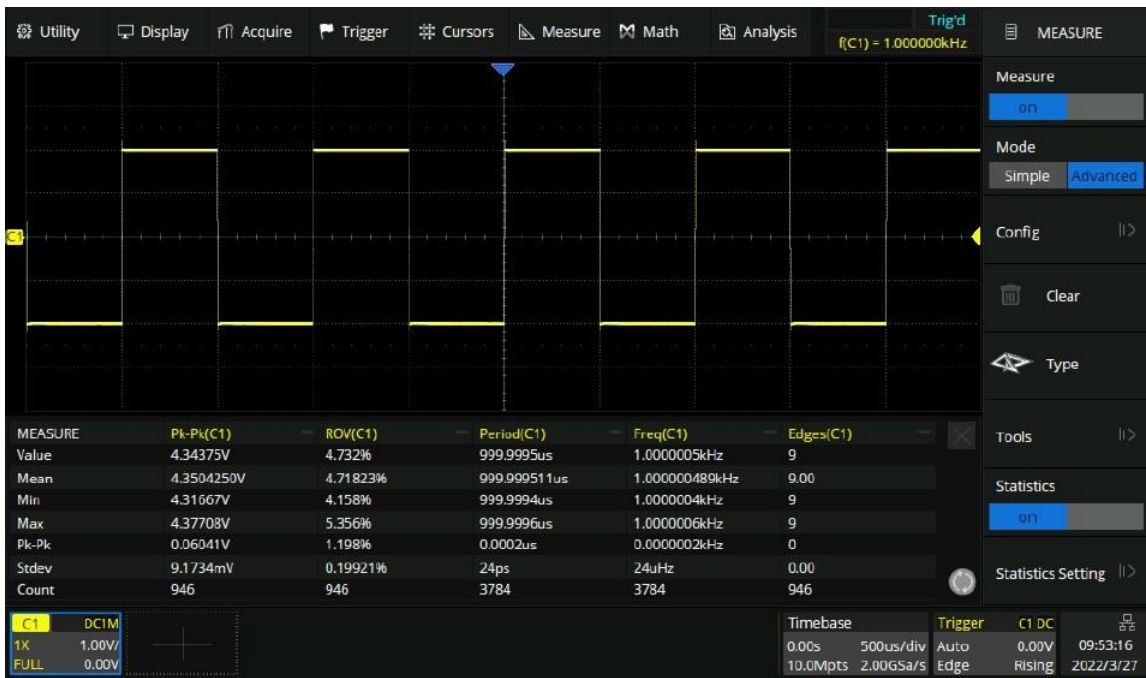 Utility Display Acquire Trigger Cursors Measure Math Analysis
Trig'd
f(C1) = 1.000000kHz
MEASURE
Measure
on
Mode
Simple Advanced
C1
Config
Clear
Type
Tools
Statistics
on
Statistics Setting
MEASURE Pk-Pk(C1) ROV(C1) Period(C1) Freq(C1) Edges(C1)
Value 4.34375V 4.732% 999.9995us 1.0000005kHz 9
Mean 4.3504250V 4.71823% 999.999511us 1.000000489kHz 9.00
Min 4.31667V 4.158% 999.9994us 1.0000004kHz 9
Max 4.37708V 5.356% 999.9996us 1.0000006kHz 9
Pk-Pk 0.06041V 1.198% 0.0002us 0.0000002kHz 0
Stdev 9.1734mV 0.19921% 24ps 24uHz 0.00
Count 946 946 3784 3784 946
C1 DC1M
1X 1.00V/
FULL 0.00V
Timebase
0.00s 500us/div
10.0Mpts 2.00GSa/s
Trigger C1 DC
Auto 0.00V
Edge Rising
09:53:16
2022/3/27